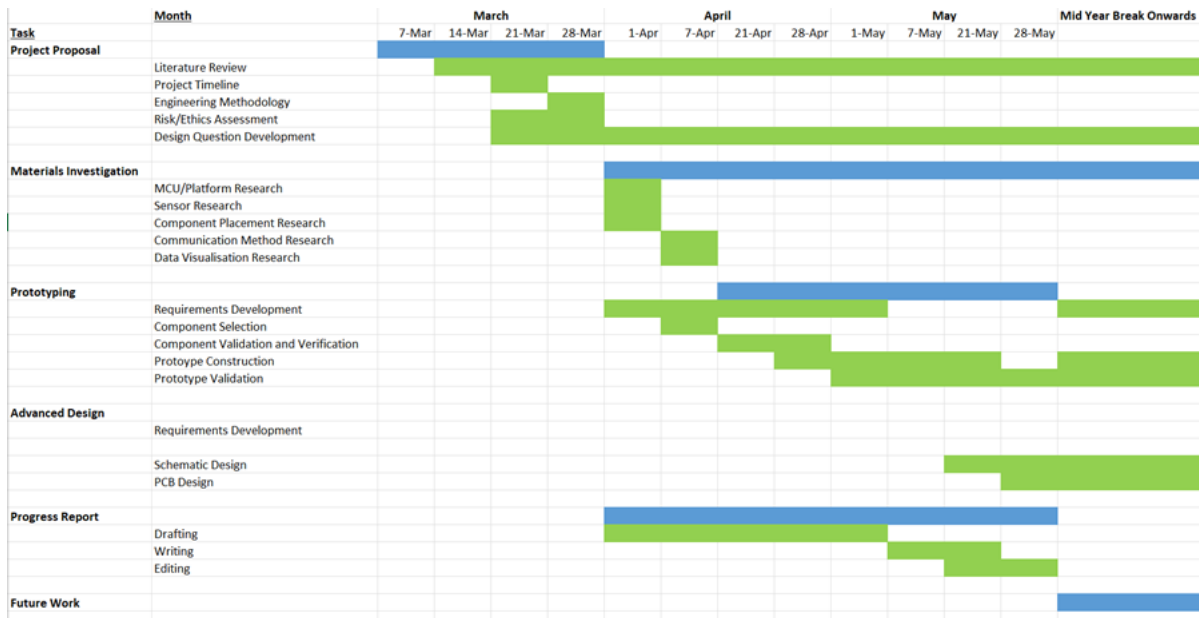 Month March April May Mid Year Break Onwards
Task 7-Mar 14-Mar 21-Mar 28-Mar 1-Apr 7-Apr 21-Apr 28-Apr 1-May 7-May 21-May 28-May
Project Proposal
Literature Review
Project Timeline
Engineering Methodology
Risk/Ethics Assessment
Design Question Development
Materials Investigation
MCU/Platform Research
Sensor Research
Component Placement Research
Communication Method Research
Data Visualisation Research
Prototyping
Requirements Development
Component Selection
Component Validation and Verification
Protoype Construction
Prototype Validation
Advanced Design
Requirements Development
Schematic Design
PCB Design
Progress Report
Drafting
Writing
Editing
Future Work